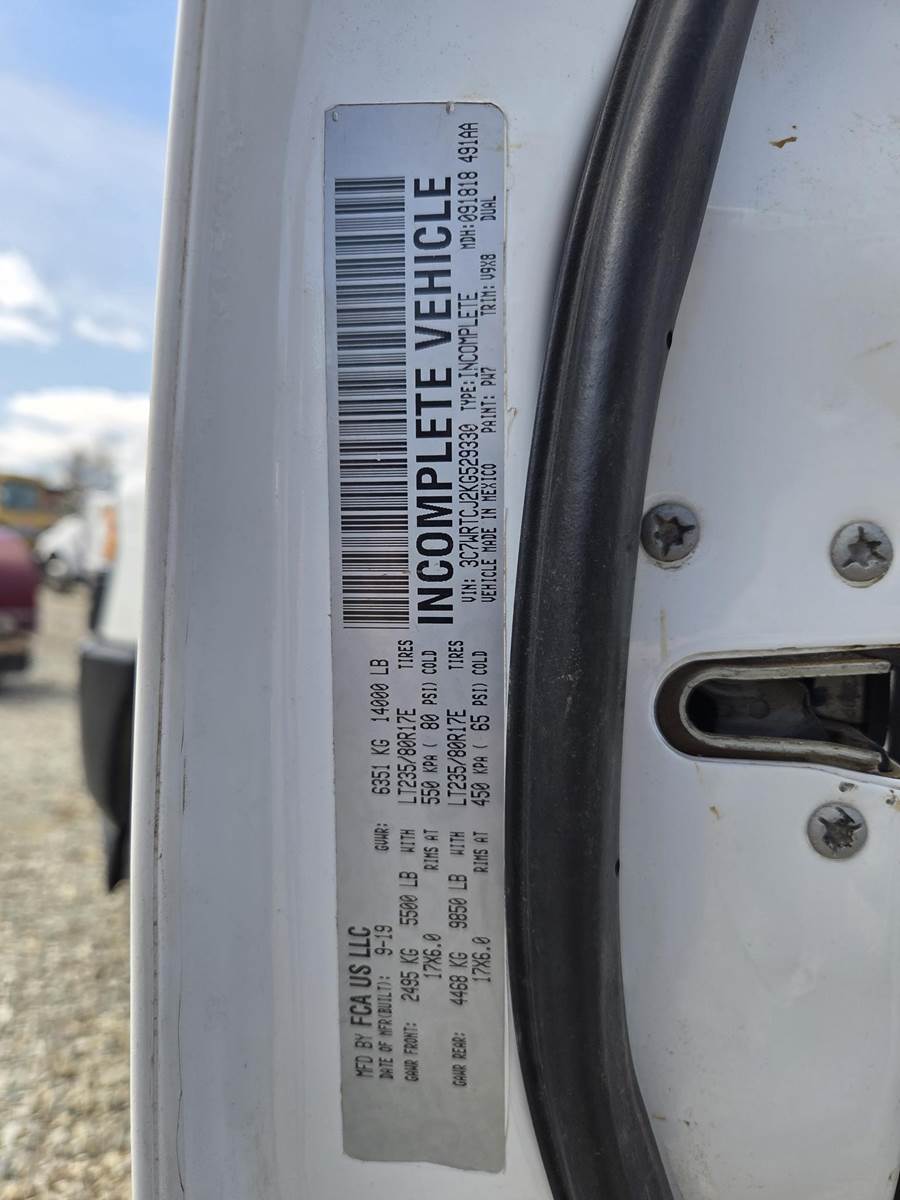 MFD BY FCA US LLC
DATE OF MFR(BUILT): 9-19 GVWR: 6351 KG 14000 LB
GAWR FRONT: 2495 KG 5500 LB WITH LT235/80R17E TIRES
17X6.0 RIMS AT 550 KPA ( 80 PSI) COLD
GAWR REAR: 4468 KG 9850 LB WITH LT235/80R17E TIRES
17X6.0 RIMS AT 450 KPA ( 65 PSI) COLD
INCOMPLETE VEHICLE
VIN: 3C7WRTCJ2KG529330 TYPE:INCOMPLETE MDH:091818 491AA
VEHICLE MADE IN MEXICO PAINT: PW7 TRIM: V9X8 DUAL